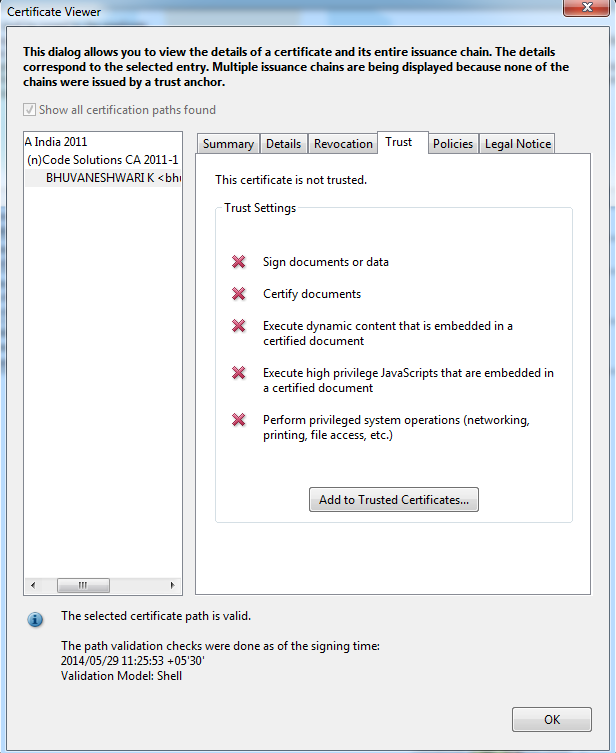 Certificate Viewer
This dialog allows you to view the details of a certificate and its entire issuance chain. The details
correspond to the selected entry. Multiple issuance chains are being displayed because none of the
chains were issued by a trust anchor.
Show all certification paths found
A India 2011
(n)Code Solutions CA 2011-1
BHUVANESHWARI K <bhu
Summary Details Revocation Trust Policies Legal Notice
This certificate is not trusted.
Trust Settings
Sign documents or data
Certify documents
Execute dynamic content that is embedded in a
certified document
Execute high privilege JavaScripts that are embedded in
a certified document
Perform privileged system operations (networking,
printing, file access, etc.)
Add to Trusted Certificates...
The selected certificate path is valid.
The path validation checks were done as of the signing time:
2014/05/29 11:25:53 +05'30'
Validation Model: Shell
OK